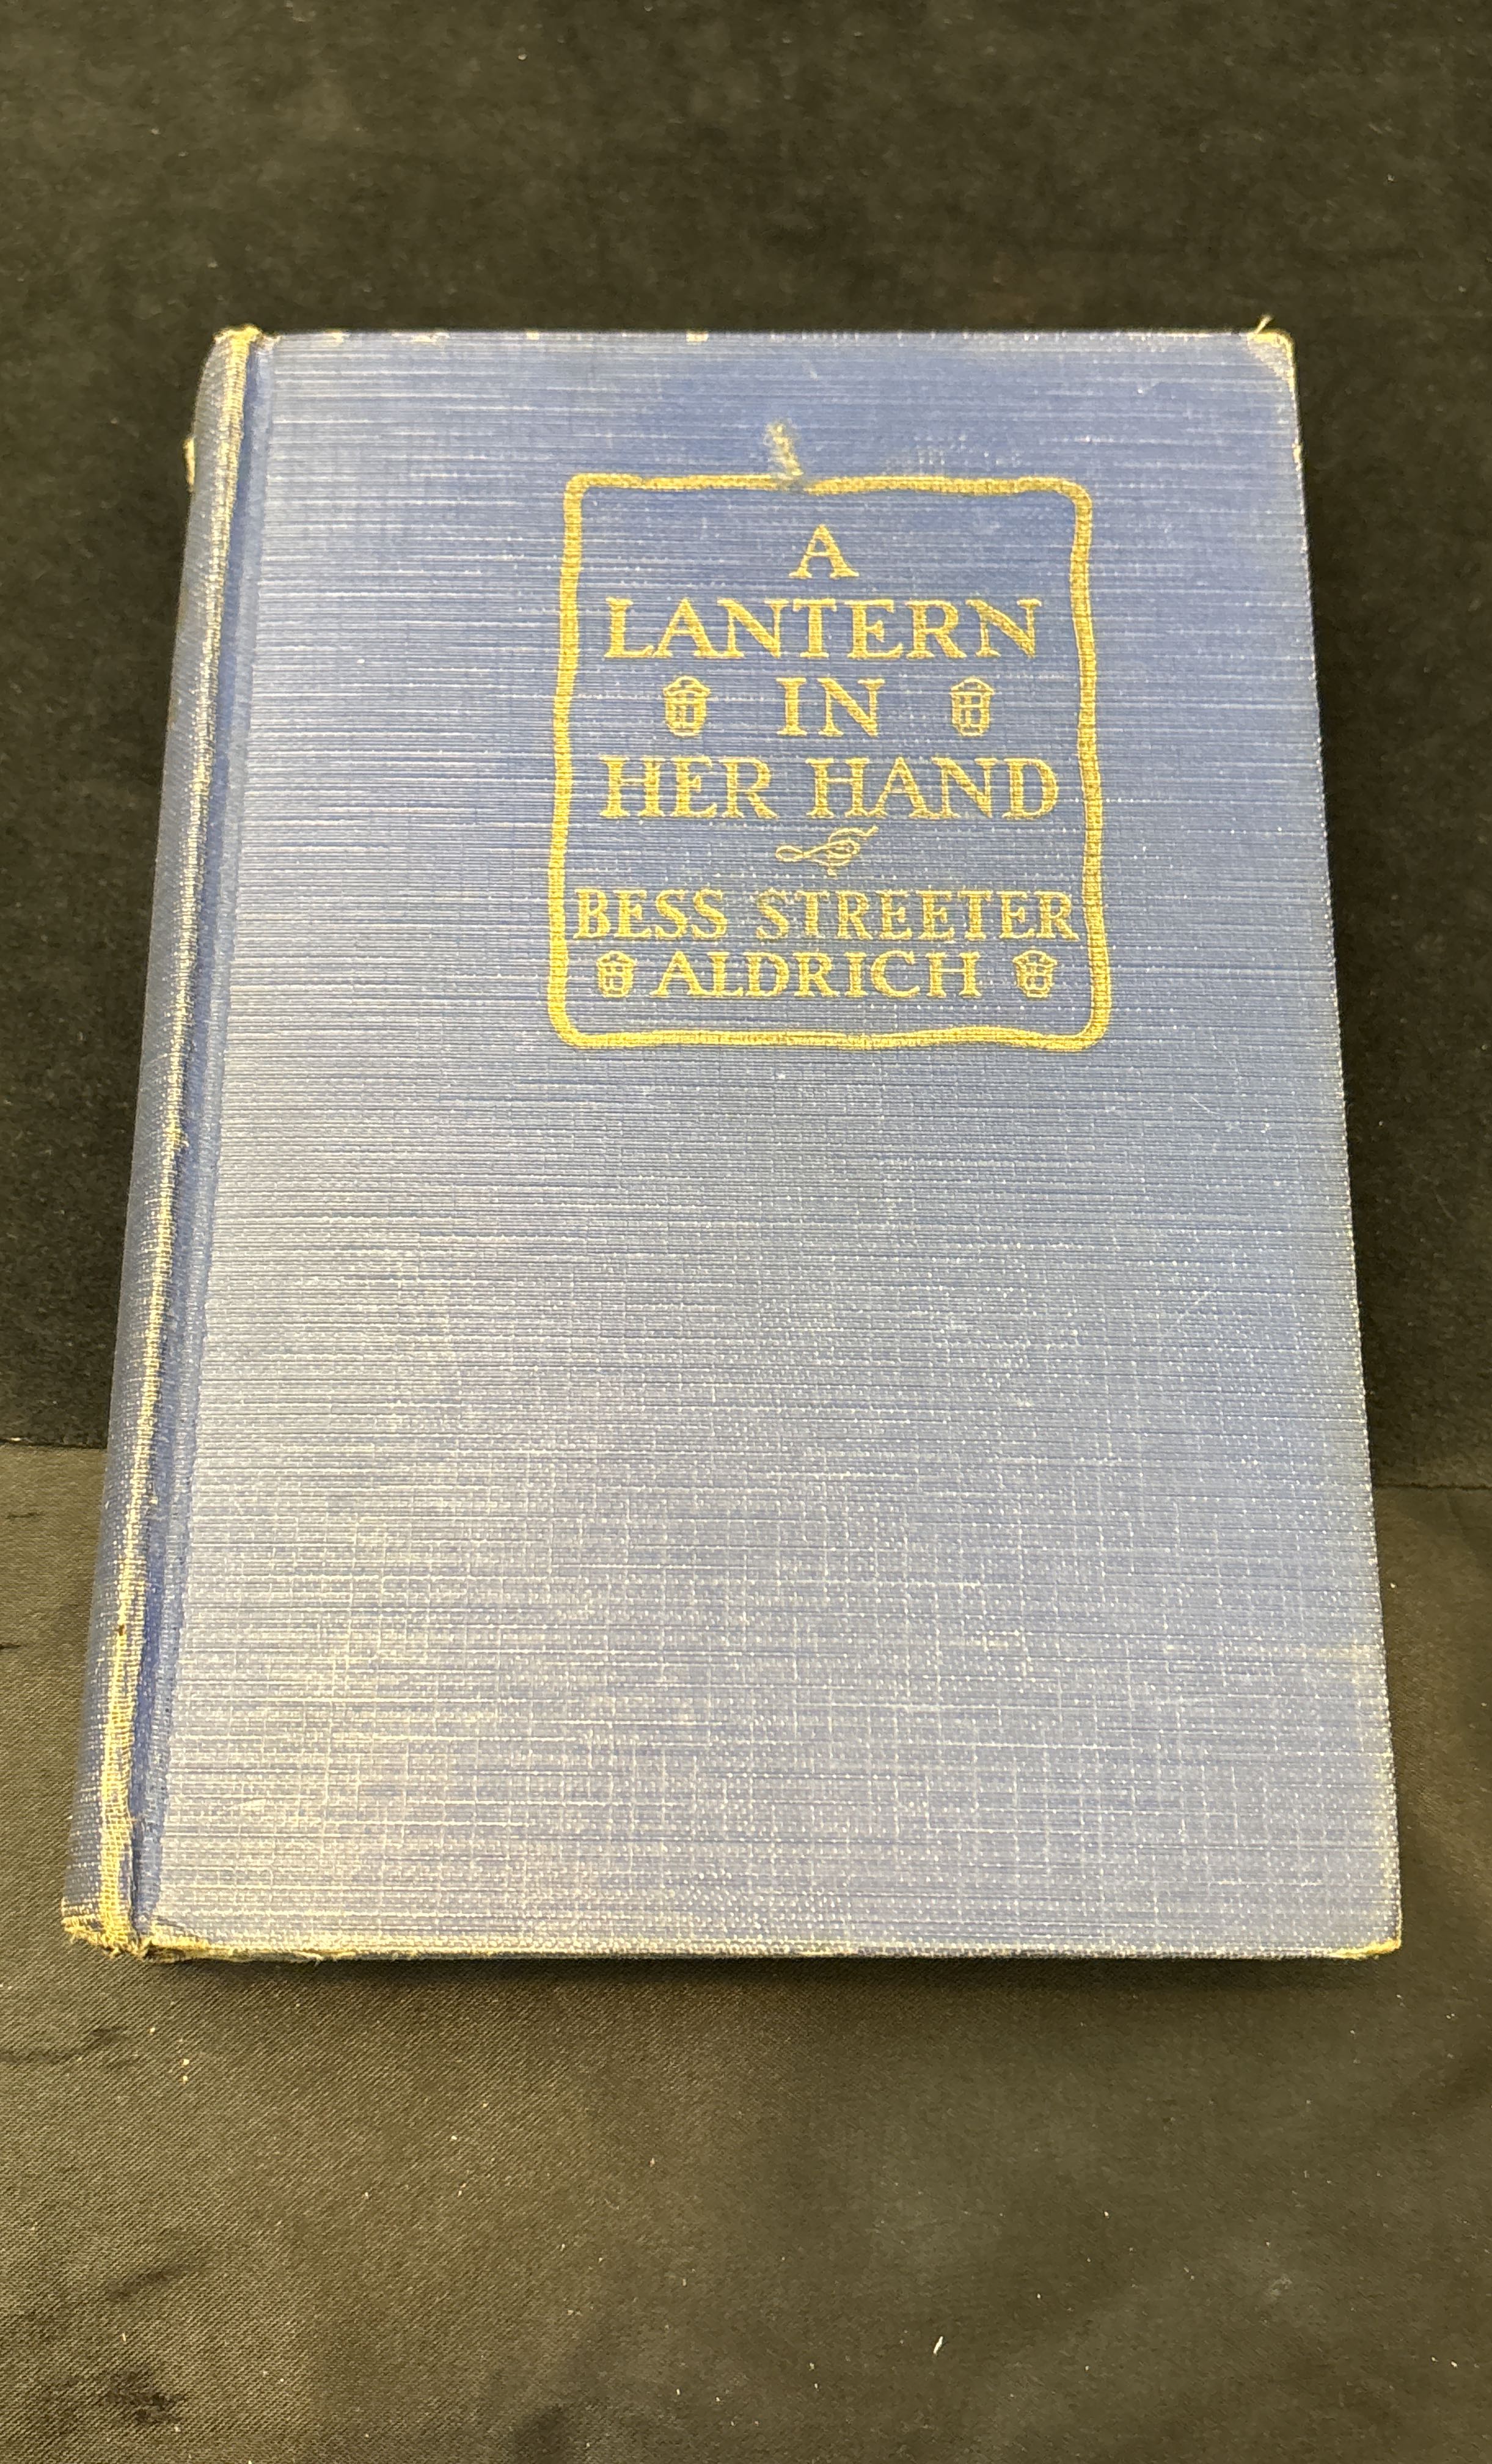 A
LANTERN
IN
HER HAND
BESS STREETER
ALDRICH